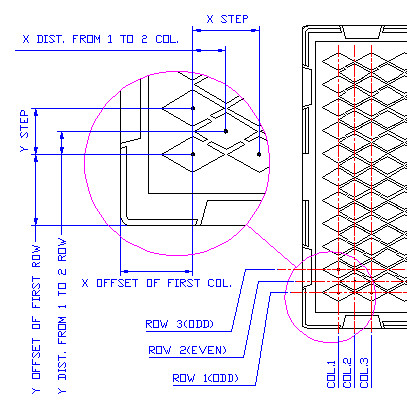 X STEP
X DIST. FROM 1 TO 2 COL.
Y STEP
X OFFSET OF FIRST COL.
Y OFFSET OF FIRST ROW
Y DIST. FROM 1 TO 2 ROW
ROW 3(ODD)
ROW 2(EVEN)
ROW 1(ODD)
COL.1
COL.2
COL.3